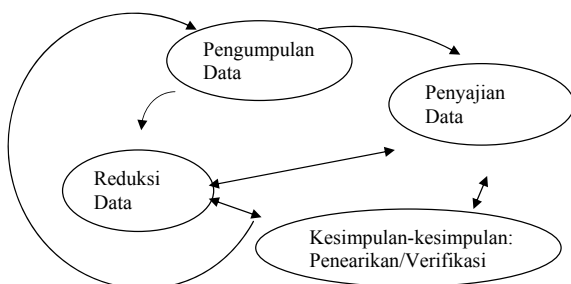 Pengumpulan
Data
Penyajian
Data
Reduksi
Data
Kesimpulan-kesimpulan:
Penearikan/Verifikasi